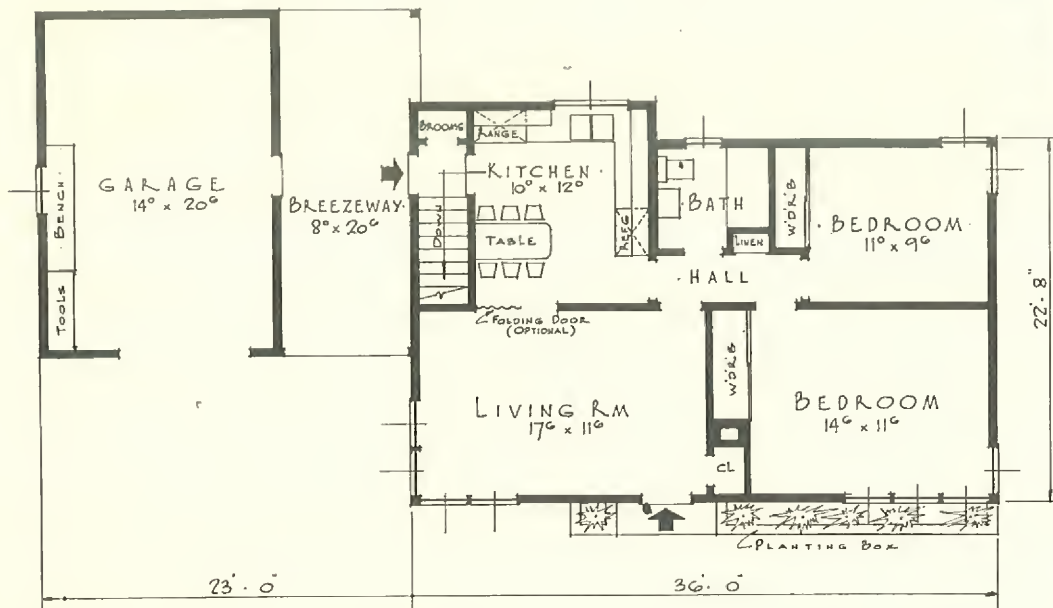 BROOMS
RANGE
KITCHEN
10⁰ x 12⁰
GARAGE
14⁰ x 20⁶
BENCH
TOOLS
BREEZEWAY
8⁰ x 20⁶
DOWN
TABLE
REFG
BATH
LINEN
W'DR'B
BEDROOM
11⁰ x 9⁶
HALL
FOLDING DOOR
(OPTIONAL)
LIVING RM
17⁶ x 11⁶
W'DR'B
CL
BEDROOM
14⁶ x 11⁶
22'-8"
PLANTING BOX
23'-0"
36'-0"